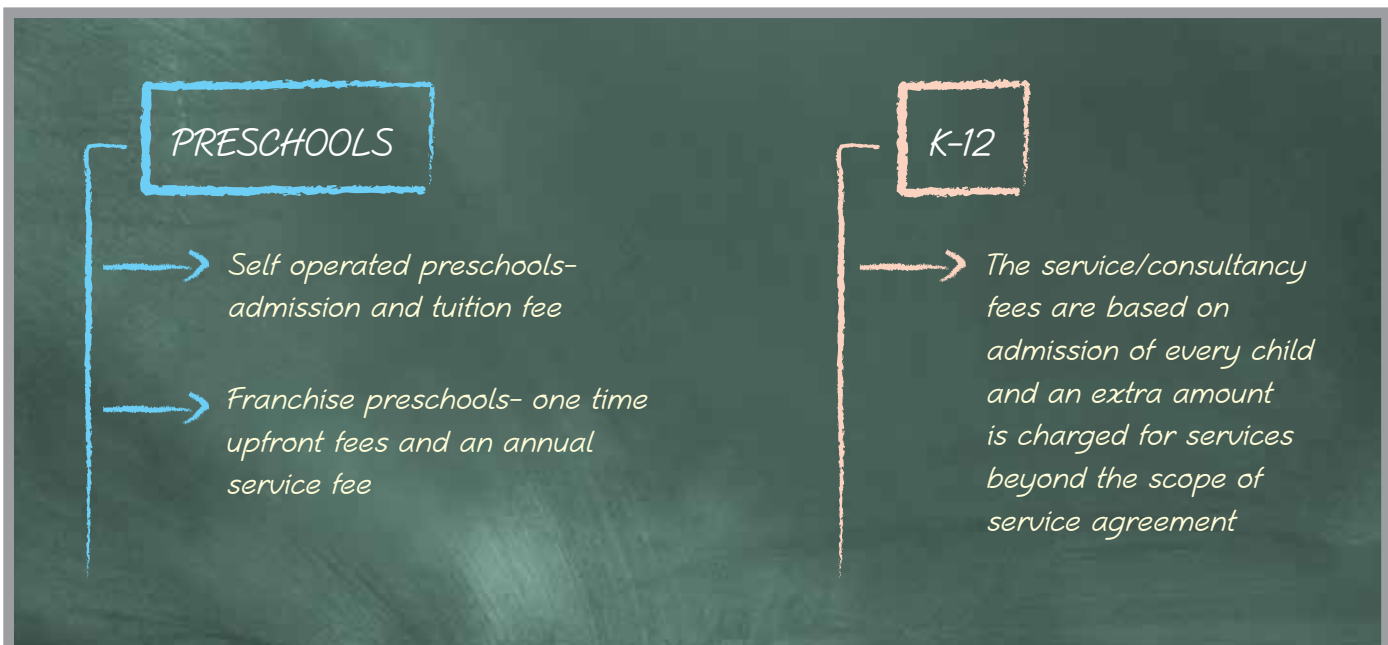 PRESCHOOLS
Self operated preschools-
admission and tuition fee
Franchise preschools- one time
upfront fees and an annual
service fee
K-12
The service/consultancy
fees are based on
admission of every child
and an extra amount
is charged for services
beyond the scope of
service agreement